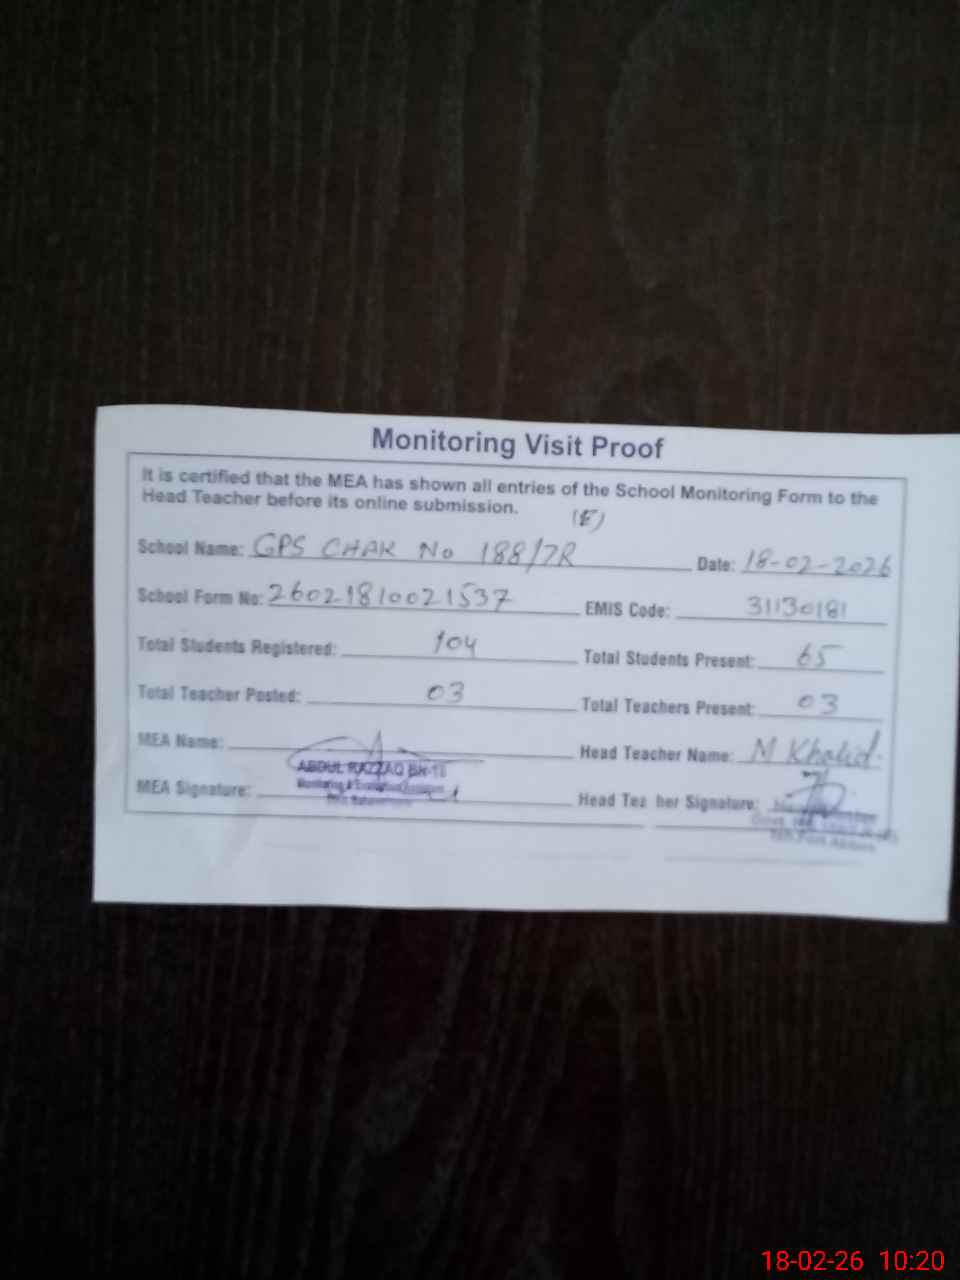 Monitoring Visit Proof
It is certified that the MEA has shown all entries of the School Monitoring Form to the
Head Teacher before its online submission.
(E)
School Name: GPS CHAK No 188/7R Date: 18-02-2026
School Form No: 26021810021537 EMIS Code: 31130181
Total Students Registered: 104 Total Students Present: 65
Total Teacher Posted: 03 Total Teachers Present: 03
MEA Name: Head Teacher Name: M Khalid
ABDUL RAZZAQ
Monitoring &
MEA Signature: Head Teacher Signature:
18-02-26 10:20